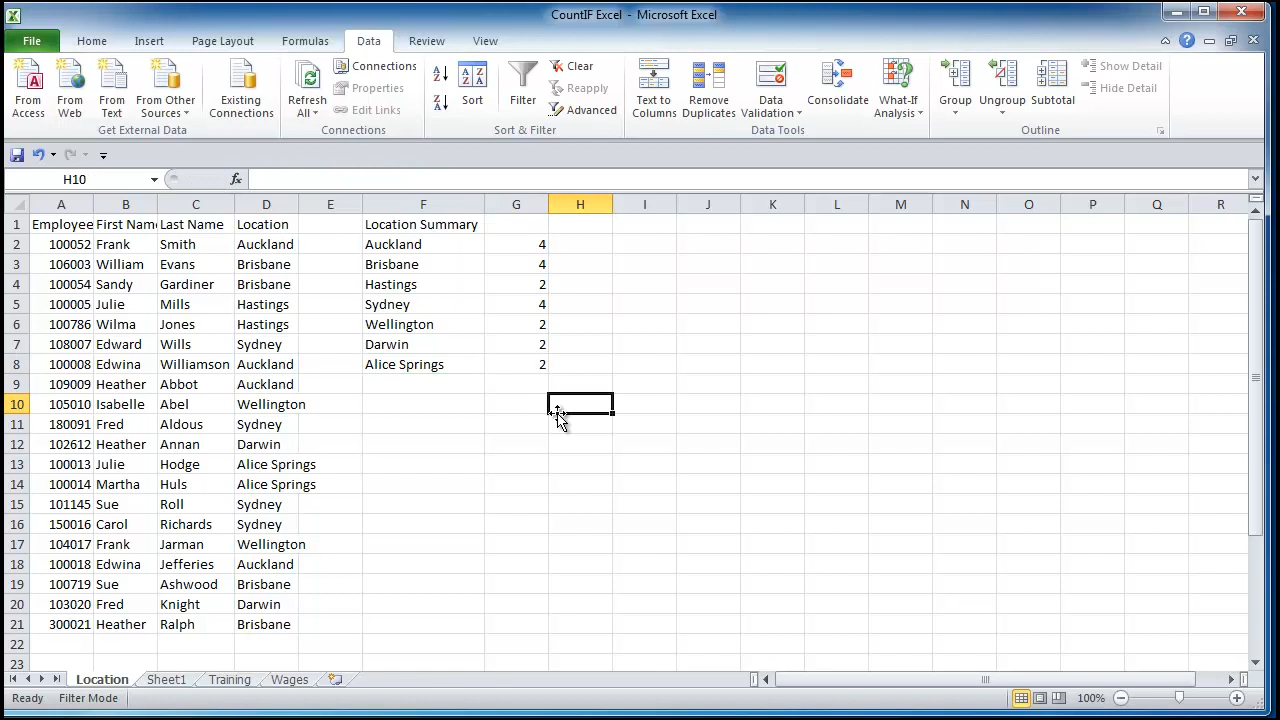 CountIF Excel - Microsoft Excel
File Home Insert Page Layout Formulas Data Review View
From Access From Web From Text From Other Sources Existing Connections
Get External Data
Refresh All Connections Properties Edit Links
Connections
Sort Filter Clear Reapply Advanced
Sort & Filter
Text to Columns Remove Duplicates Data Validation Consolidate What-If Analysis
Data Tools
Group Ungroup Subtotal Show Detail Hide Detail
Outline
H10 fx
A B C D E F G H I J K L M N O P Q R
1 Employee First Name Last Name Location Location Summary
2 100052 Frank Smith Auckland Auckland 4
3 106003 William Evans Brisbane Brisbane 4
4 100054 Sandy Gardiner Brisbane Hastings 2
5 100005 Julie Mills Hastings Sydney 4
6 100786 Wilma Jones Hastings Wellington 2
7 108007 Edward Wills Sydney Darwin 2
8 100008 Edwina Williamson Auckland Alice Springs 2
9 109009 Heather Abbot Auckland
10 105010 Isabelle Abel Wellington
11 180091 Fred Aldous Sydney
12 102612 Heather Annan Darwin
13 100013 Julie Hodge Alice Springs
14 100014 Martha Huls Alice Springs
15 101145 Sue Roll Sydney
16 150016 Carol Richards Sydney
17 104017 Frank Jarman Wellington
18 100018 Edwina Jefferies Auckland
19 100719 Sue Ashwood Brisbane
20 103020 Fred Knight Darwin
21 300021 Heather Ralph Brisbane
22
23
Location Sheet1 Training Wages
Ready Filter Mode 100%